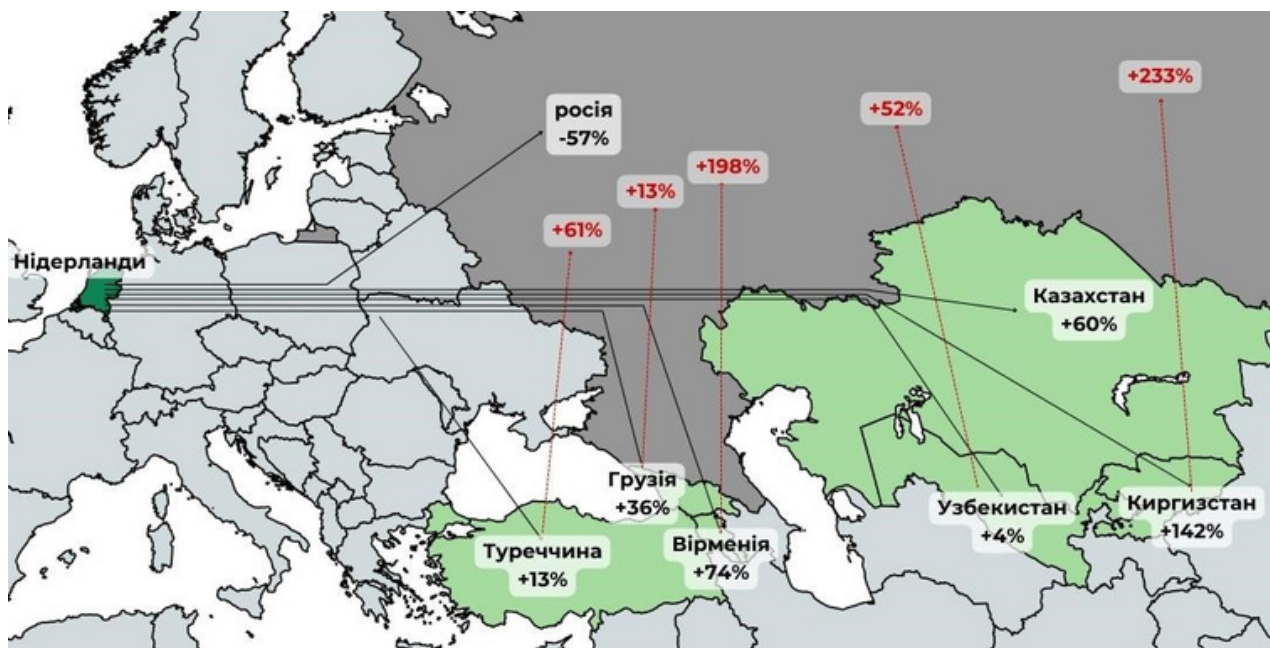 +233%
+52%
росія
-57%
+198%
+13%
+61%
Нідерланди
Казахстан
+60%
Грузія
+36%
Узбекистан
+4%
Киргизстан
+142%
Туреччина
+13%
Вірменія
+74%